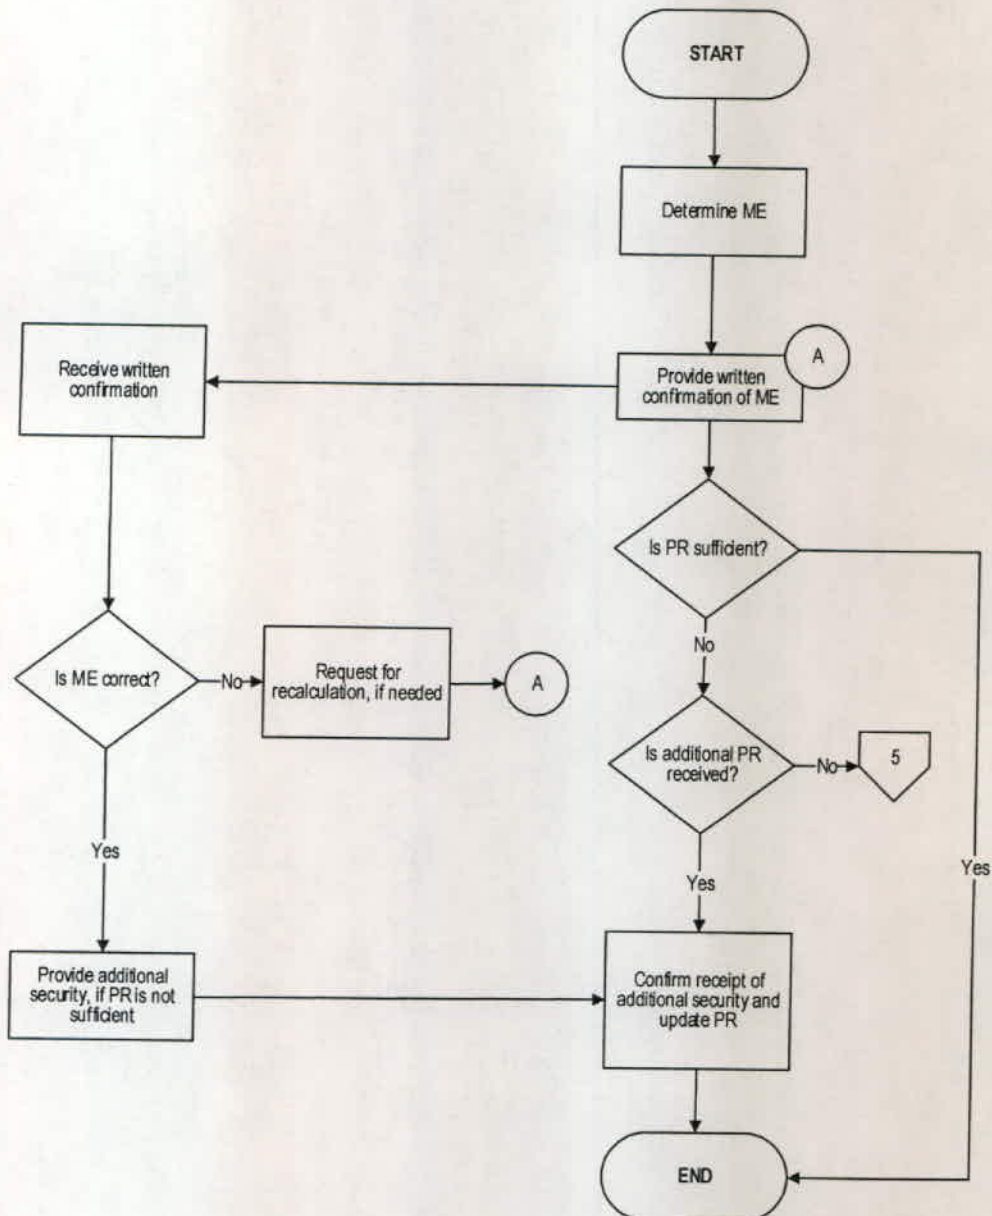 START
Determine ME
A
Provide written
confirmation of ME
Receive written
confirmation
Is PR sufficient?
No
Yes
Is ME correct?
No
Request for
recalculation, if needed
A
Is additional PR
received?
No
5
Yes
Yes
Provide additional
security, if PR is not
sufficient
Confirm receipt of
additional security and
update PR
END